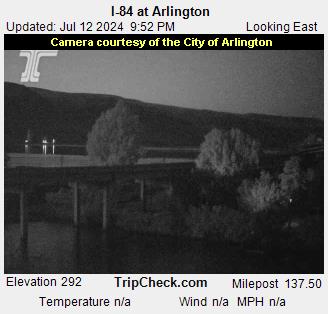 I-84 at Arlington
Updated: Jul 12 2024 9:52 PM Looking East
Camera courtesy of the City of Arlington
Elevation 292 TripCheck.com Milepost 137.50
Temperature n/a Wind n/a MPH n/a